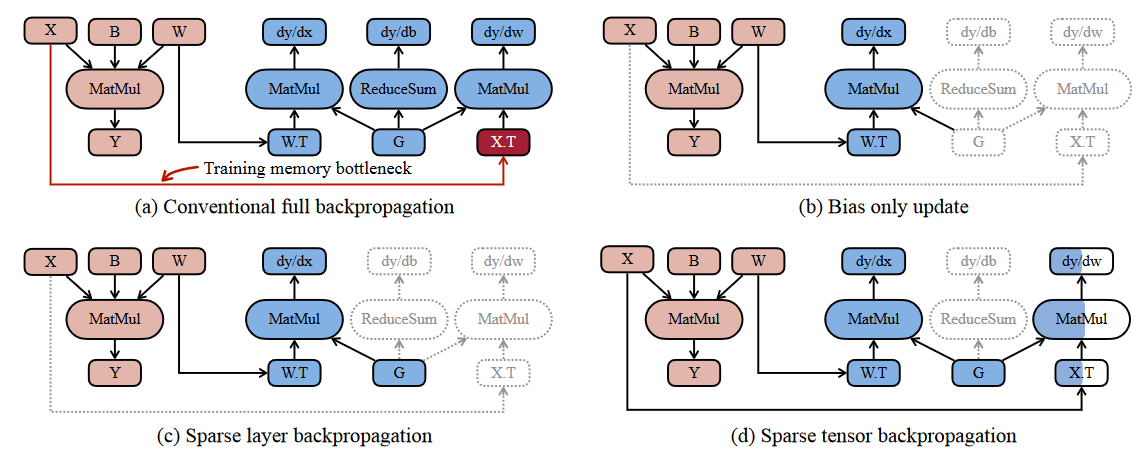 X B W dy/dx dy/db dy/dw
MatMul MatMul ReduceSum MatMul
Y W.T G X.T
Training memory bottleneck
(a) Conventional full backpropagation
X B W dy/dx dy/db dy/dw
MatMul MatMul ReduceSum MatMul
Y W.T G X.T
(b) Bias only update
X B W dy/dx dy/db dy/dw
MatMul MatMul ReduceSum MatMul
Y W.T G X.T
(c) Sparse layer backpropagation
X B W dy/dx dy/db dy/dw
MatMul MatMul ReduceSum MatMul
Y W.T G X.T
(d) Sparse tensor backpropagation